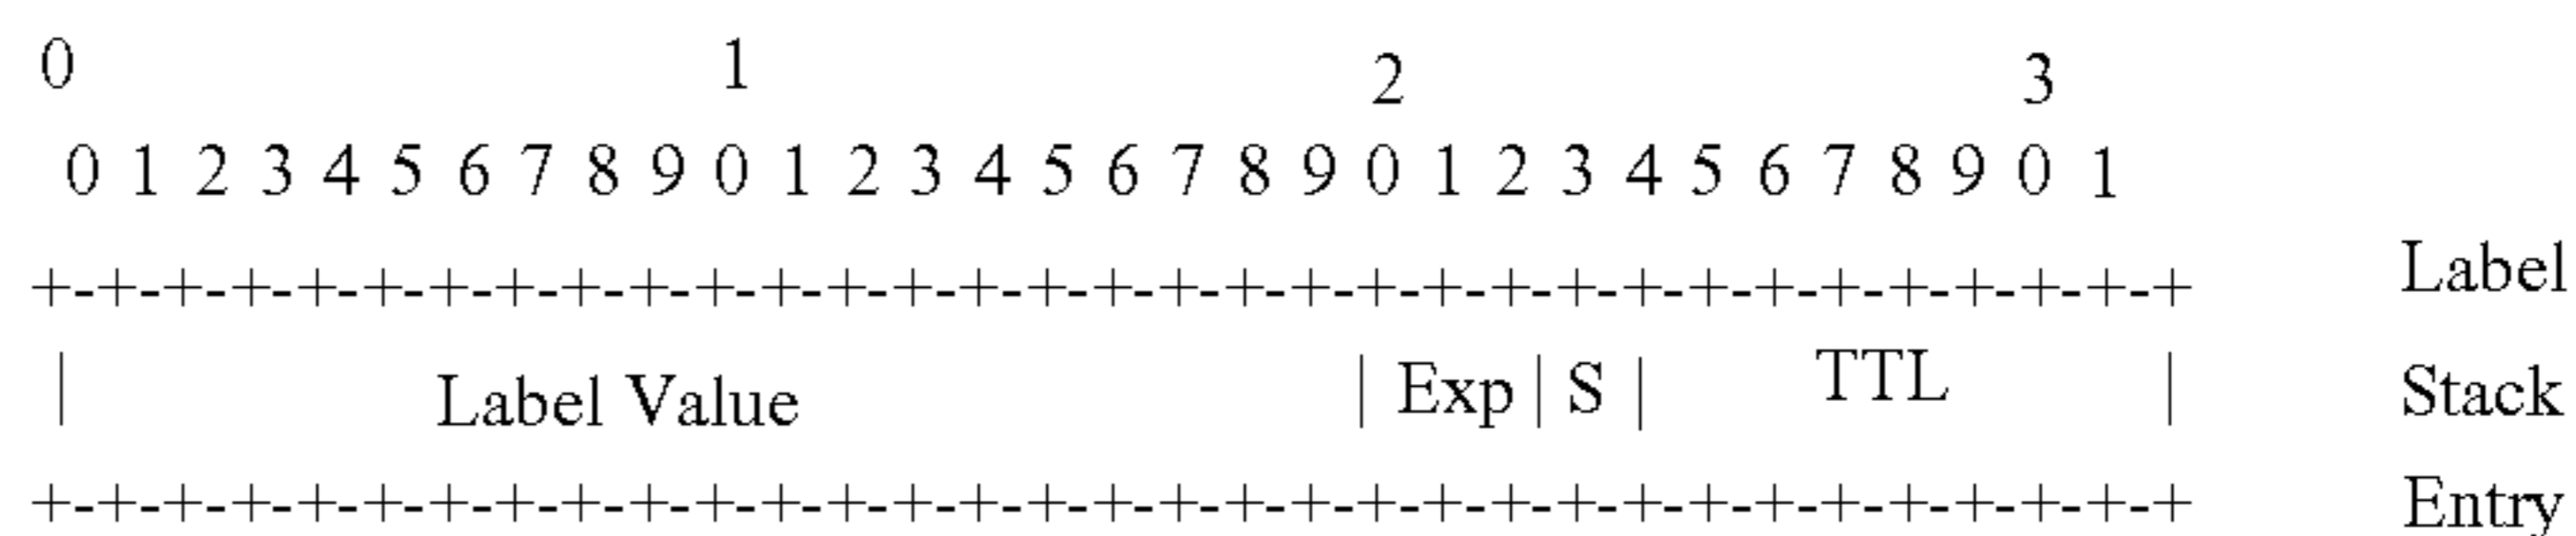 0 1 2 3
0 1 2 3 4 5 6 7 8 9 0 1 2 3 4 5 6 7 8 9 0 1 2 3 4 5 6 7 8 9 0 1
+-+-+-+-+-+-+-+-+-+-+-+-+-+-+-+-+-+-+-+-+-+-+-+-+-+-+-+-+-+-+-+-+ Label
| Label Value | Exp | S | TTL | Stack
+-+-+-+-+-+-+-+-+-+-+-+-+-+-+-+-+-+-+-+-+-+-+-+-+-+-+-+-+-+-+-+-+ Entry